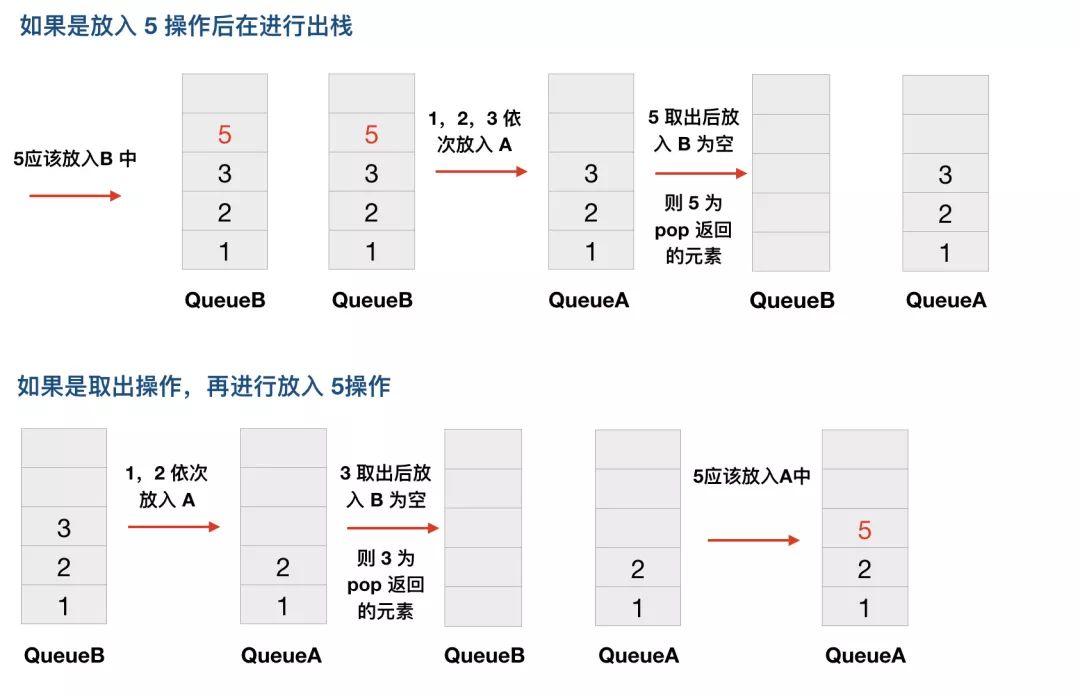 如果是放入 5 操作后在进行出栈
5应该放入B 中
5
3
2
1
QueueB
5
3
2
1
QueueB
1，2，3 依
次放入 A
3
2
1
QueueA
5 取出后放
入 B 为空
则 5 为
pop 返回
的元素
QueueB
3
2
1
QueueA
如果是取出操作，再进行放入 5操作
3
2
1
QueueB
1，2 依次
放入 A
2
1
QueueA
3 取出后放
入 B 为空
则 3 为
pop 返回
的元素
QueueB
2
1
QueueA
5应该放入A中
5
2
1
QueueA